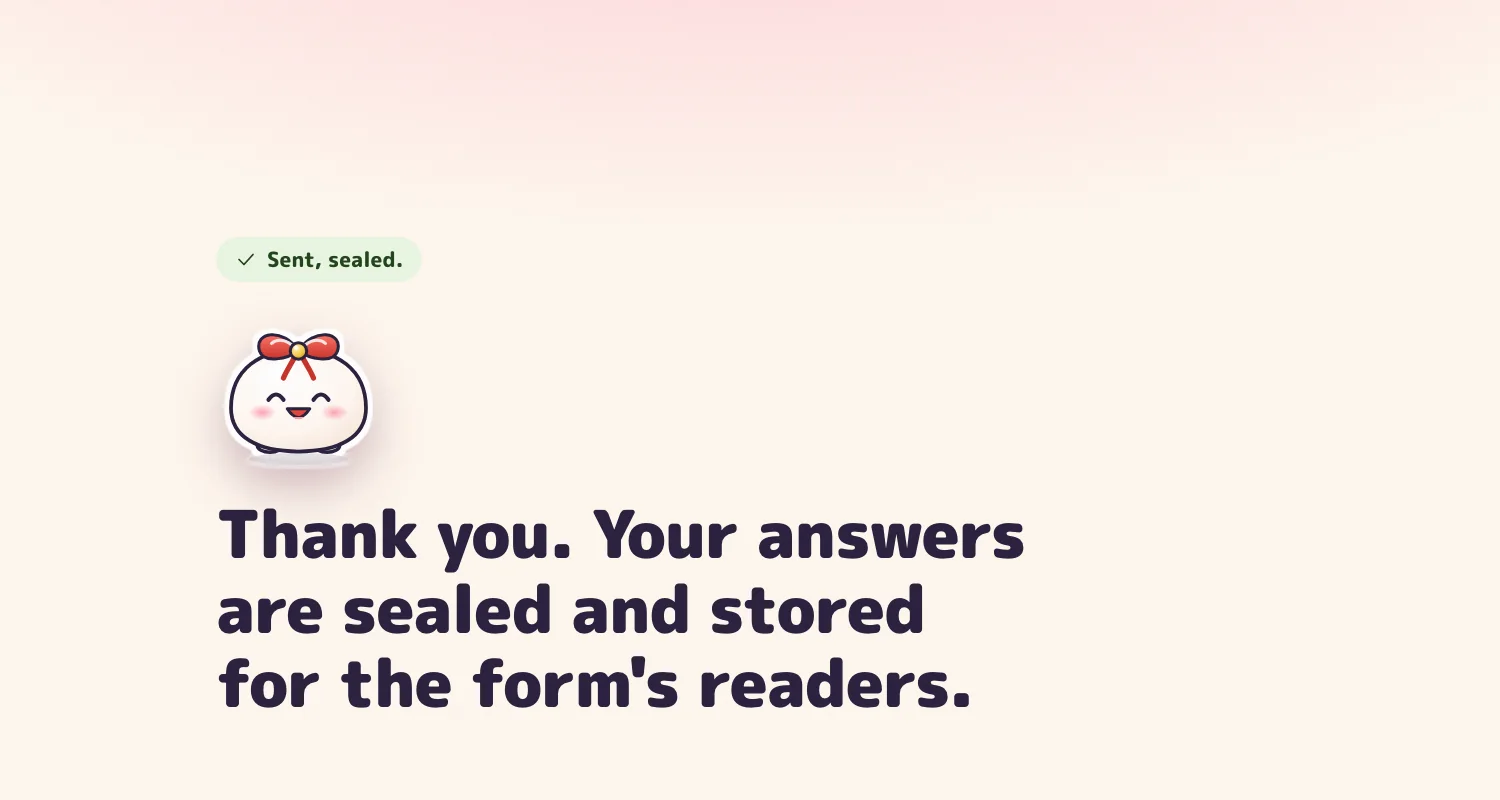 Sent, sealed.
Thank you. Your answers
are sealed and stored
for the form's readers.